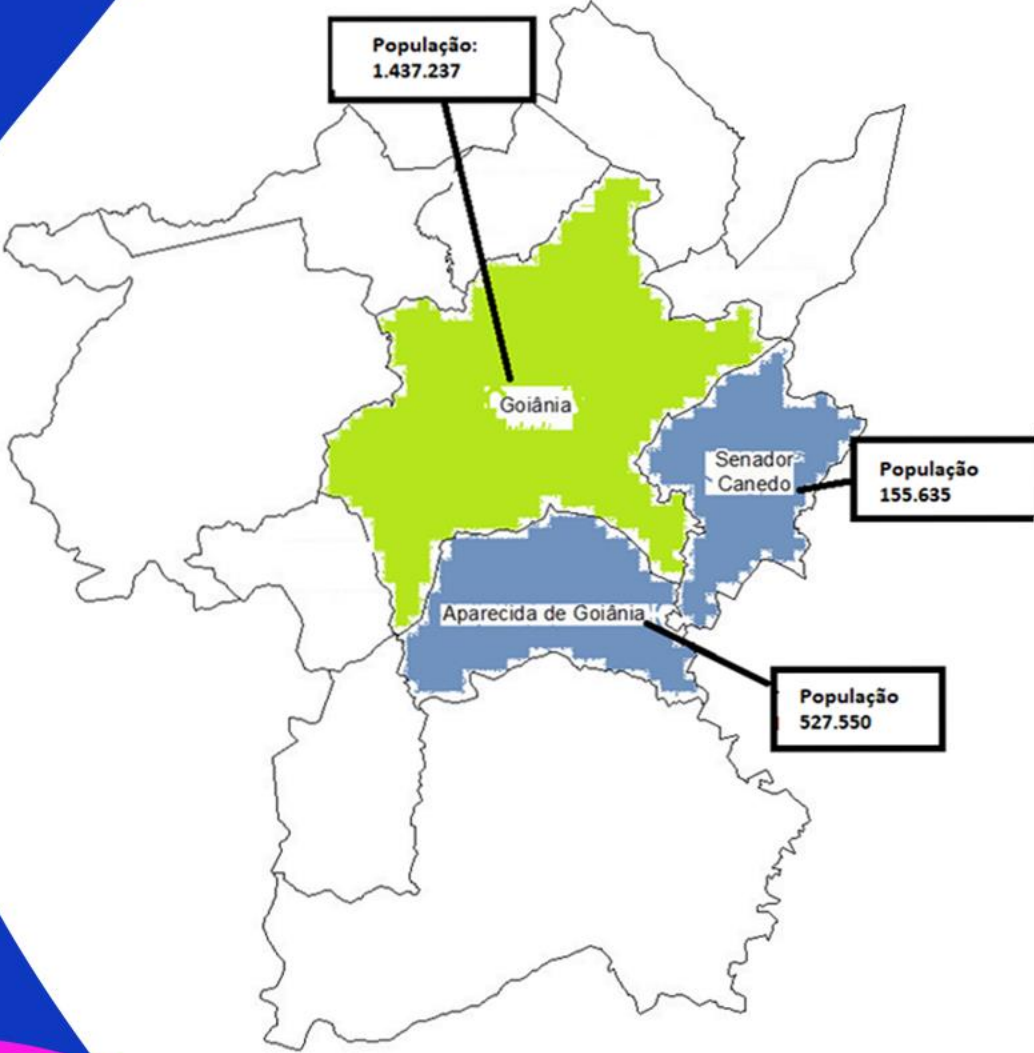 População:
1.437.237
Goiânia
Senador
Canedo
População
155.635
Aparecida de Goiânia
População
527.550